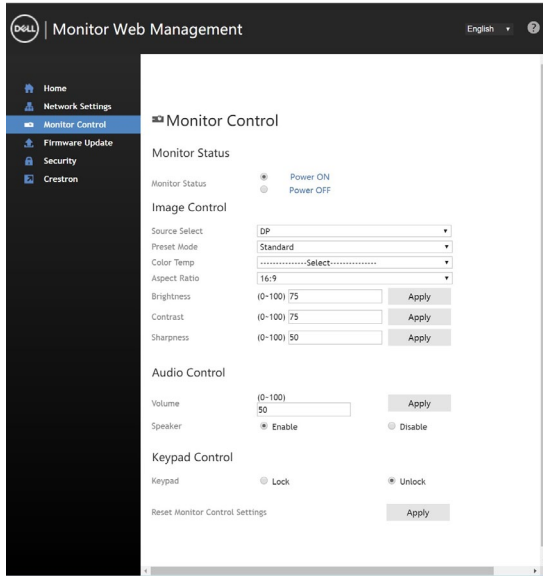 DELL | Monitor Web Management
English
?
Home
Network Settings
Monitor Control
Firmware Update
Security
Crestron
Monitor Control
Monitor Status
Monitor Status
Power ON
Power OFF
Image Control
Source Select DP
Preset Mode Standard
Color Temp ---------------Select---------------
Aspect Ratio 16:9
Brightness (0~100) 75 Apply
Contrast (0~100) 75 Apply
Sharpness (0~100) 50 Apply
Audio Control
(0~100)
Volume 50 Apply
Speaker Enable Disable
Keypad Control
Keypad Lock Unlock
Reset Monitor Control Settings Apply